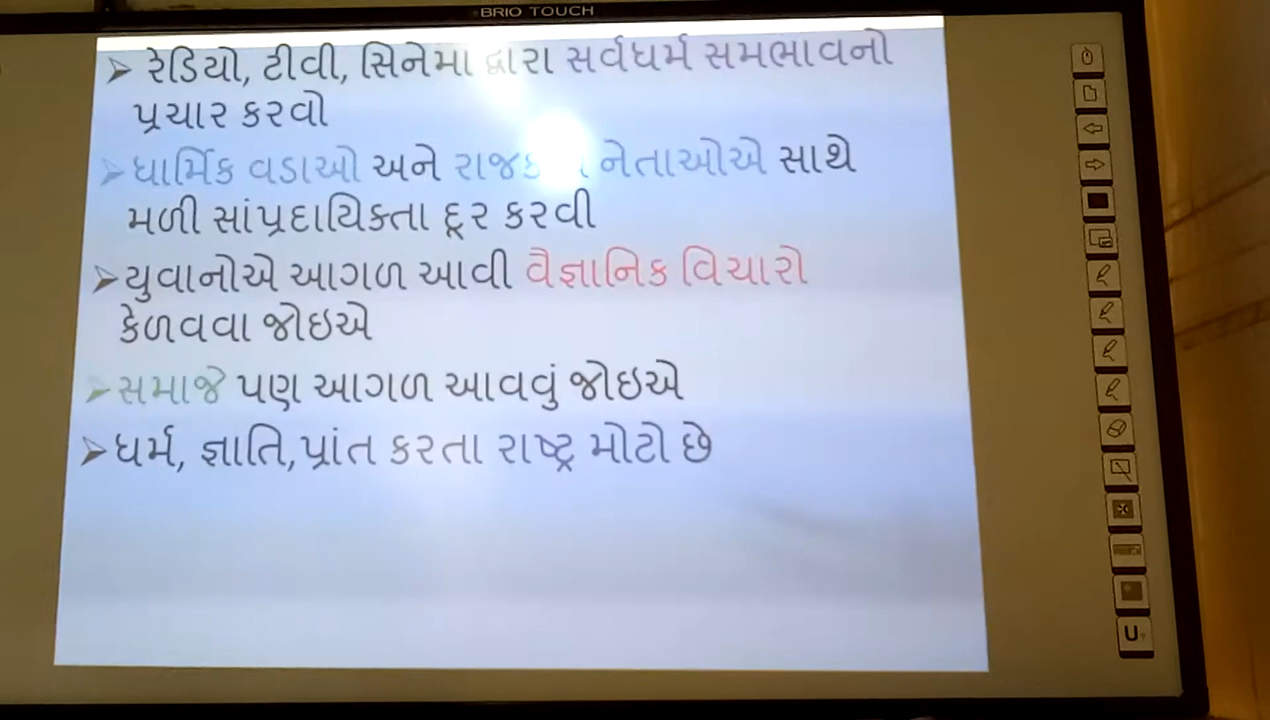 BRIO TOUCH
➤ રેડિયો, ટીવી, સિનેમા દ્વારા સર્વધર્મ સમભાવનો
પ્રચાર કરવો
➤ ધાર્મિક વડાઓ અને નેતાઓએ સાથે
મળી સાંપ્રદાયિક્તા દૂર કરવી
➤ યુવાનોએ આગળ આવી વૈજ્ઞાનિક વિચારો
કેળવવા જોઇએ
➤ સમાજે પણ આગળ આવવું જોઇએ
➤ ધર્મ, જ્ઞાતિ,પ્રાંત કરતા રાષ્ટ્ર મોટો છે